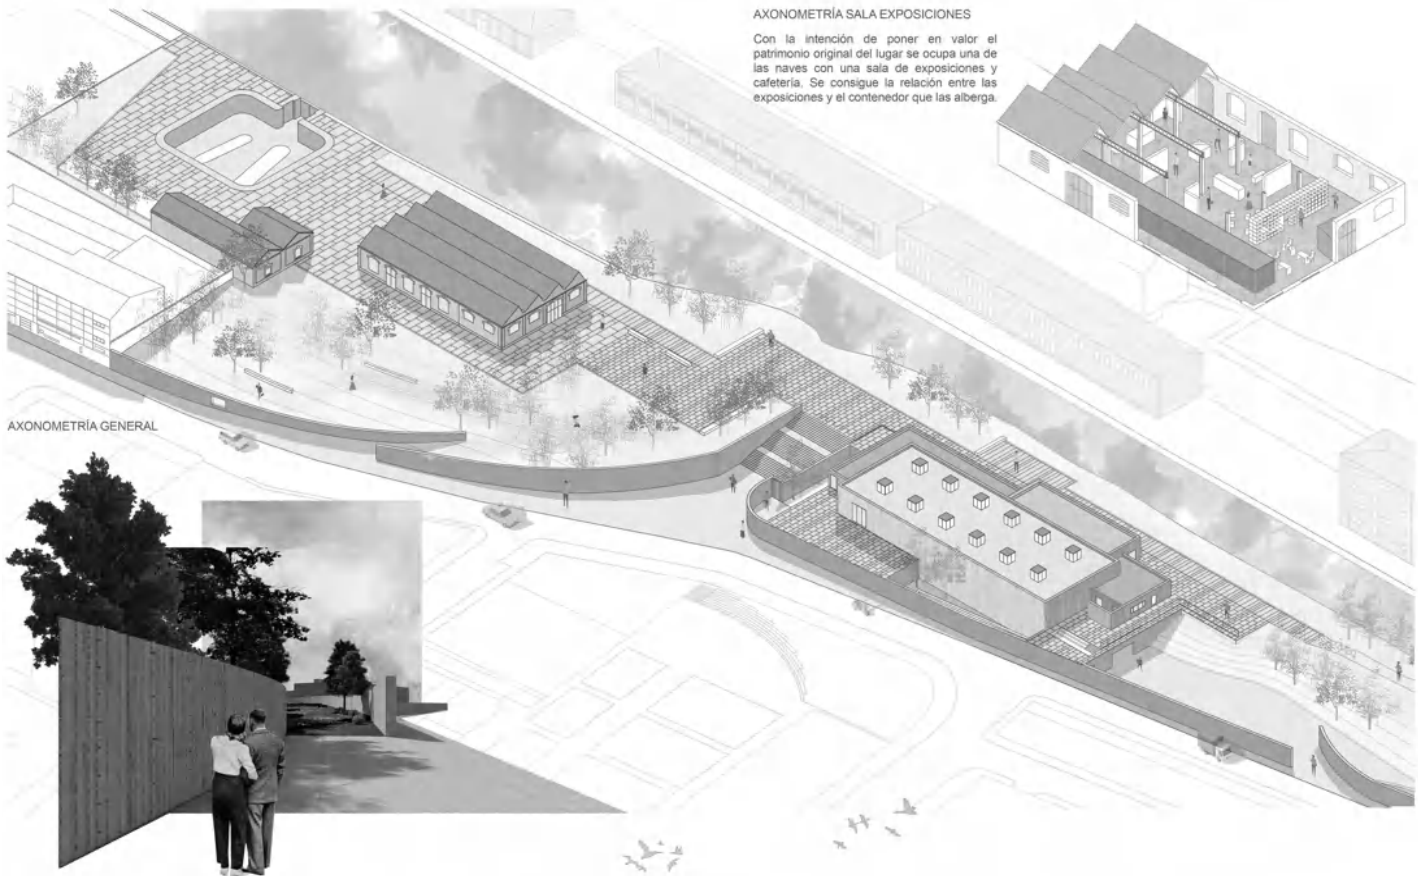 AXONOMETRÍA SALA EXPOSICIONES
Con la intención de poner en valor el
patrimonio original del lugar se ocupa una de
las naves con una sala de exposiciones y
cafetería. Se consigue la relación entre las
exposiciones y el contenedor que las alberga.
AXONOMETRÍA GENERAL